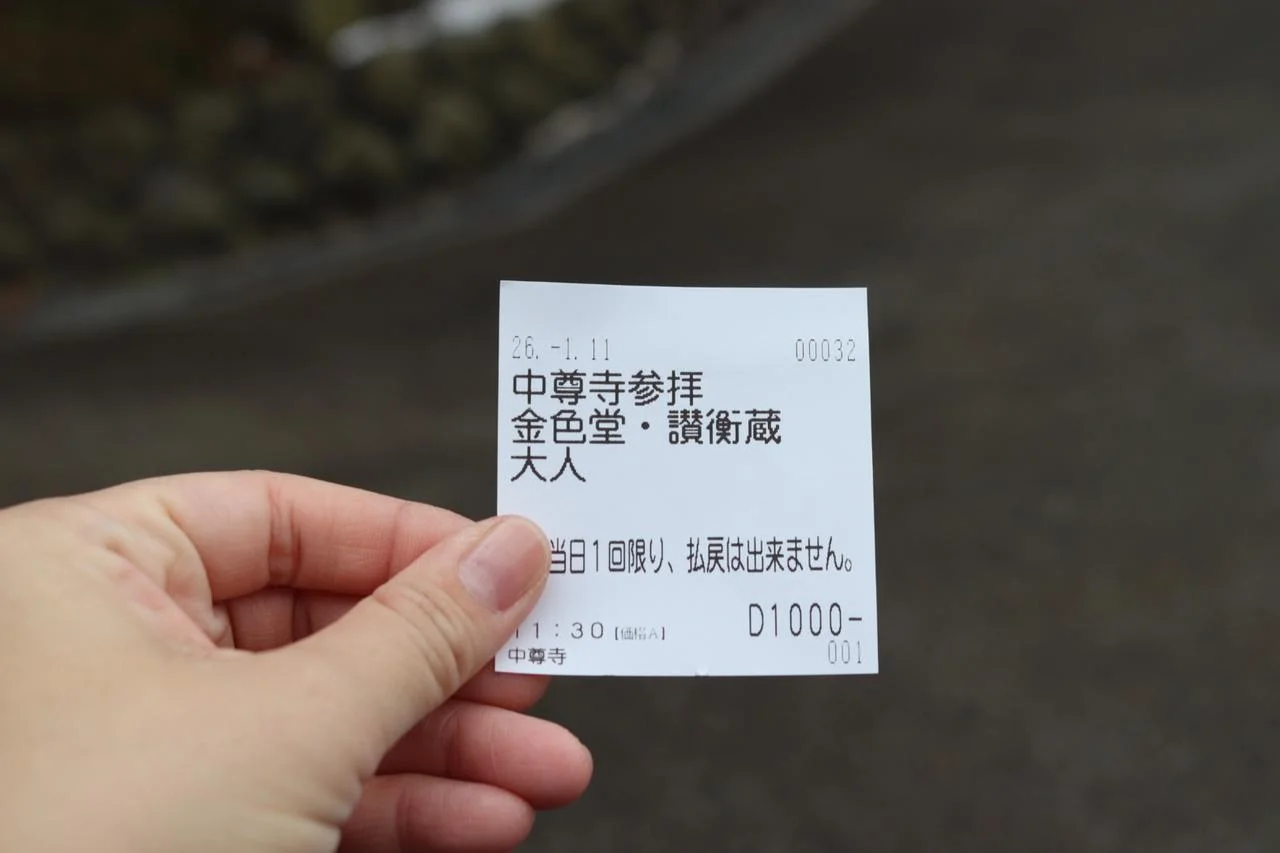 26.-1.11 00032
中尊寺参拝
金色堂・讃衡蔵
大人
当日1回限り、払戻は出来ません。
11:30 [価格A] D1000-
中尊寺 001